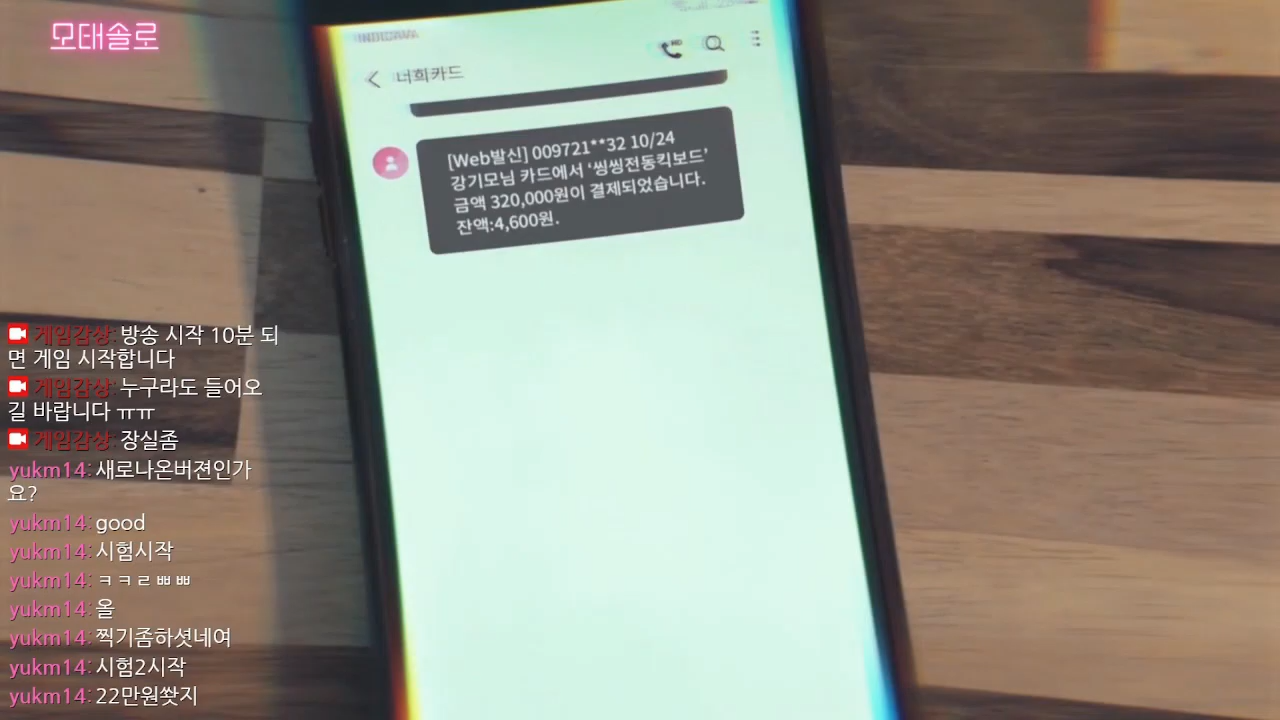 모태솔로
너희카드
[Web발신] 009721**32 10/24
강기모님 카드에서 ‘씽씽전동킥보드’
금액 320,000원이 결제되었습니다.
잔액:4,600원.
게임감상: 방송 시작 10분 되
면 게임 시작합니다
게임감상: 누구라도 들어오
길 바랍니다 ㅠㅠ
게임감상: 장실좀
yukm14: 새로나온버젼인가
요?
yukm14: good
yukm14: 시험시작
yukm14: ㅋㅋㄹㅃㅃ
yukm14: 올
yukm14: 찍기좀하셧네여
yukm14: 시험2시작
yukm14: 22만원쏫지